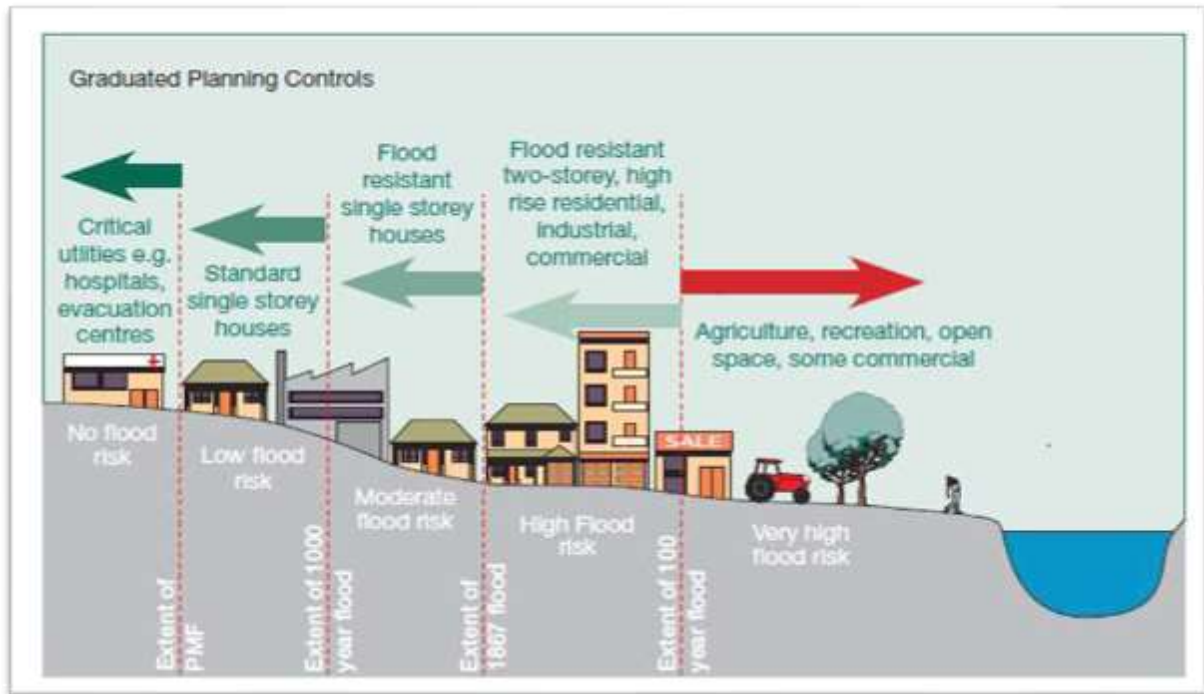 Graduated Planning Controls
Critical
utilities e.g.
hospitals,
evacuation
centres
Standard
single storey
houses
Flood
resistant
single storey
houses
Flood resistant
two-storey, high
rise residential,
industrial,
commercial
Agriculture, recreation, open
space, some commercial
SALE
No flood
risk
Low flood
risk
Moderate
flood risk
High Flood
risk
Very high
flood risk
Extent of
PMF
Extent of 1000
year flood
Extent of
1867 flood
Extent of 100
year flood